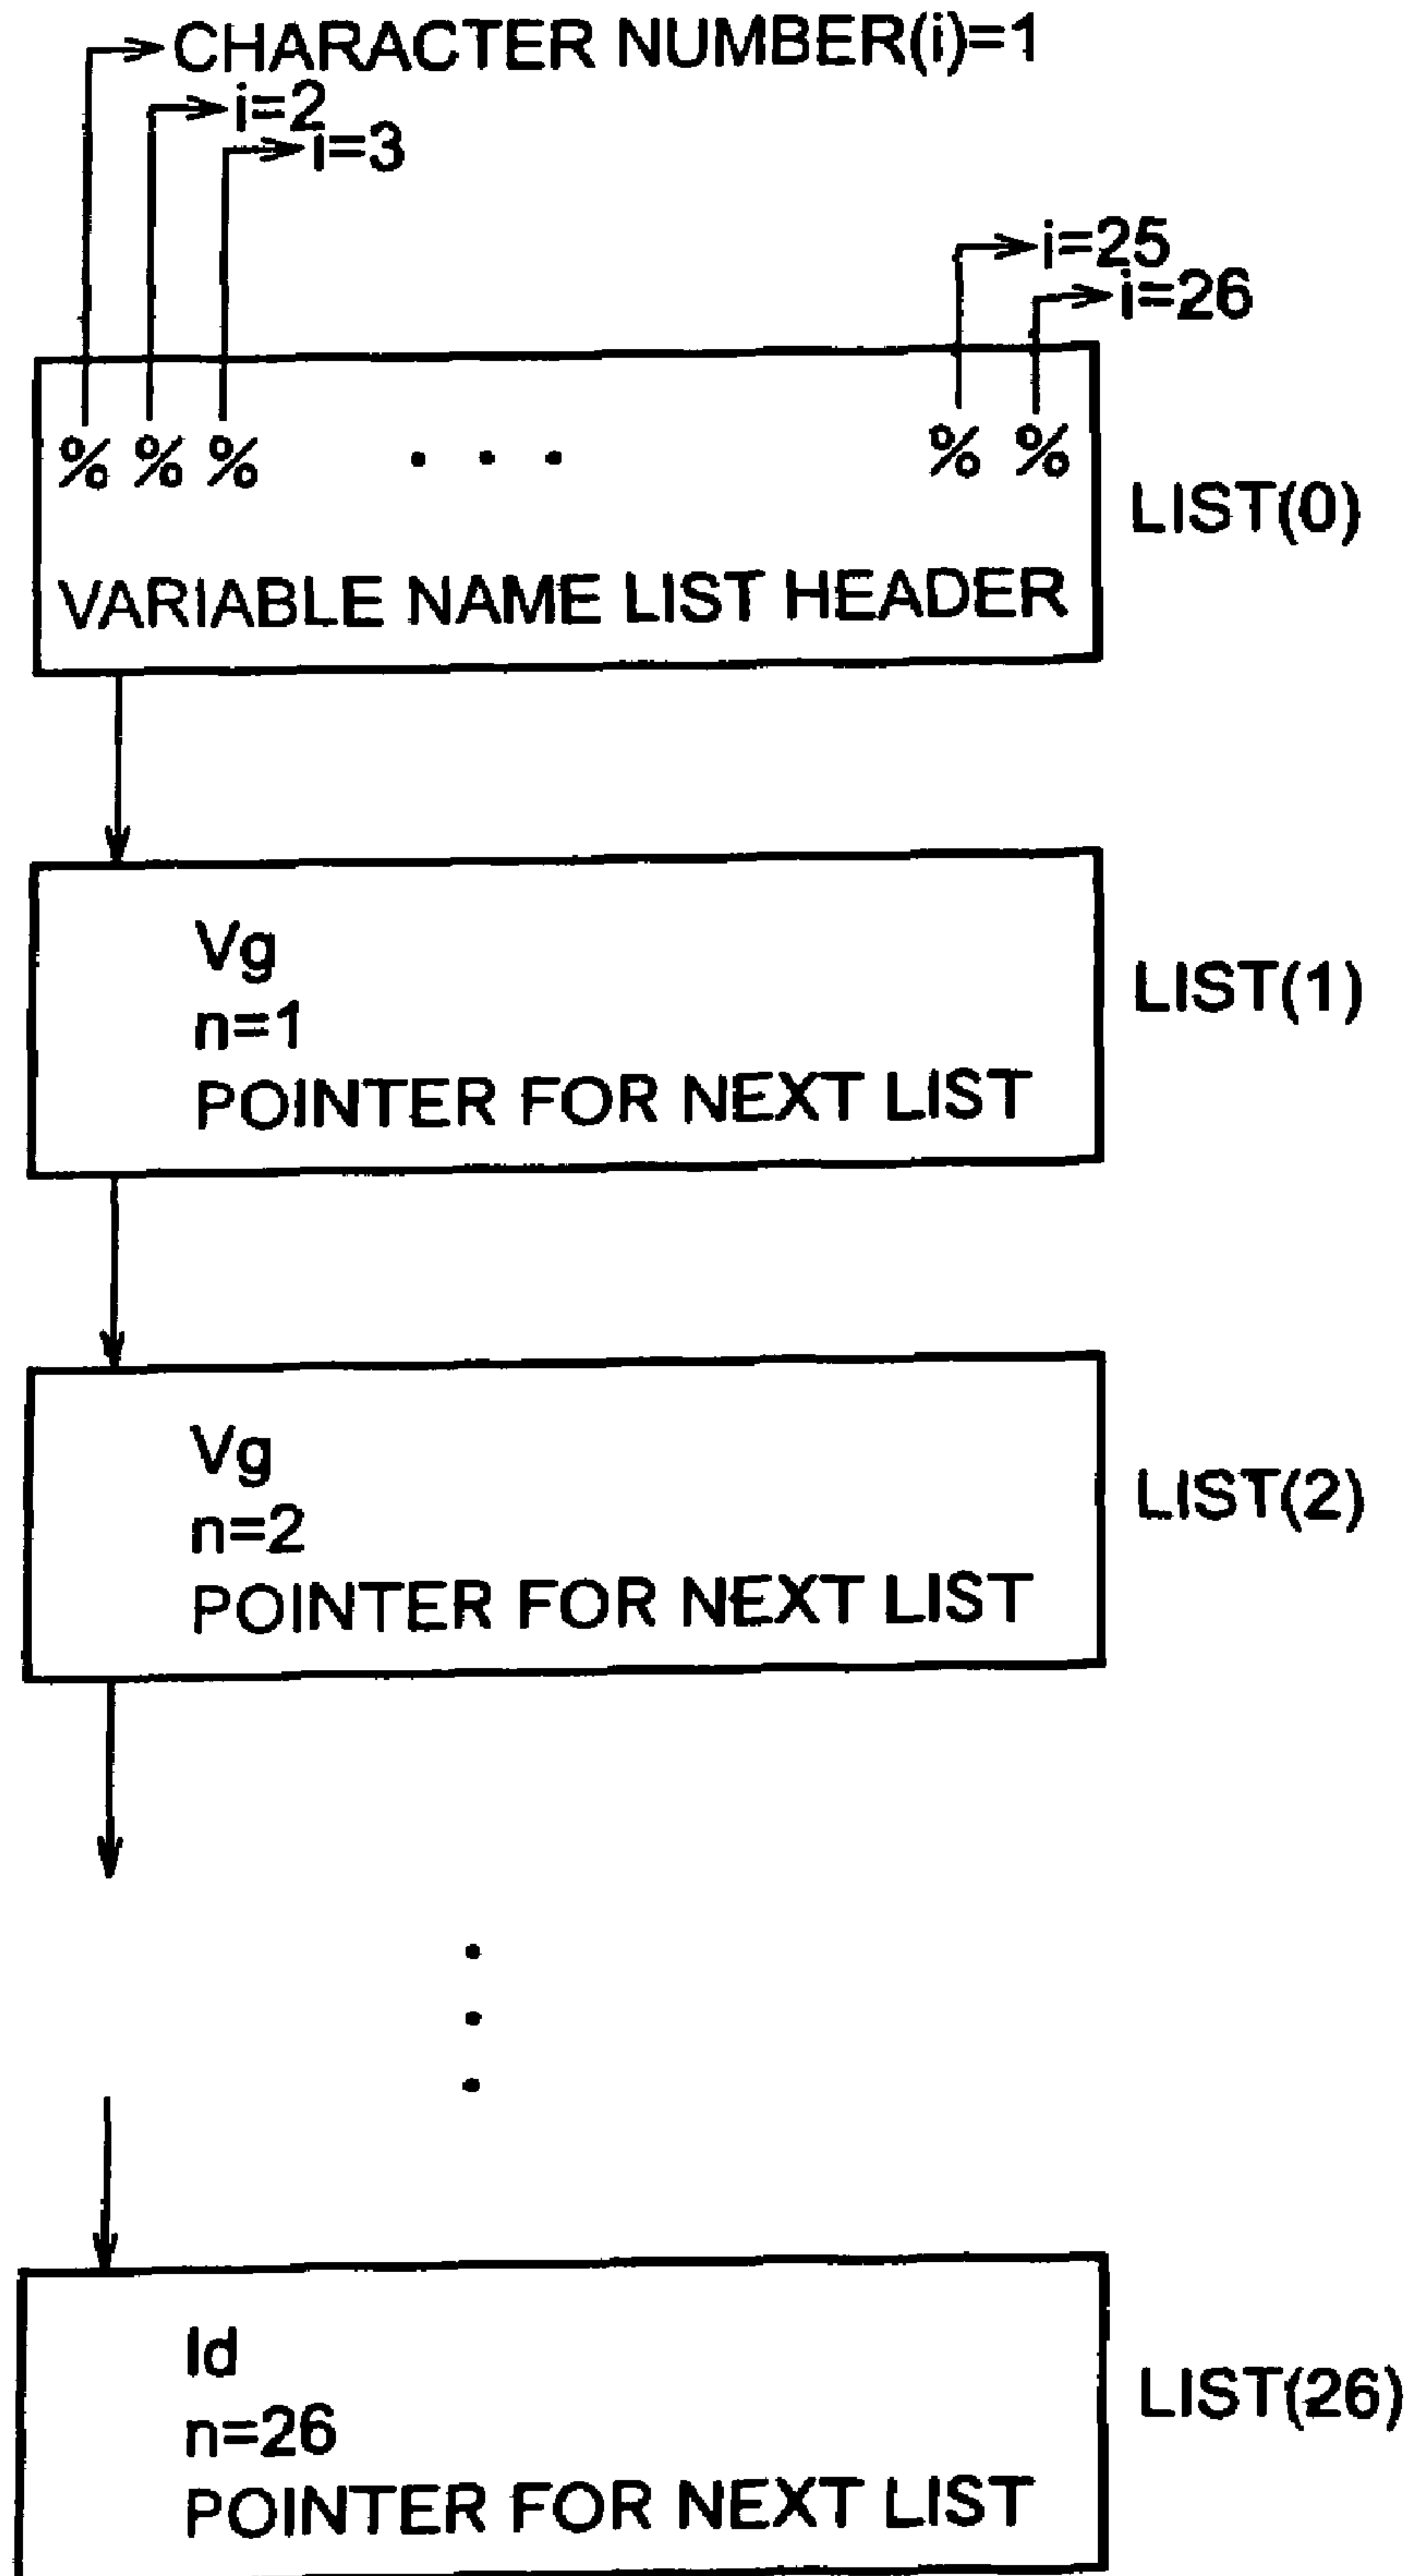 CHARACTER NUMBER(i)=1
i=2
i=3
i=25
i=26
% % % . . . % %
LIST(0)
VARIABLE NAME LIST HEADER
Vg
LIST(1)
n=1
POINTER FOR NEXT LIST
Vg
LIST(2)
n=2
POINTER FOR NEXT LIST
Id
LIST(26)
n=26
POINTER FOR NEXT LIST